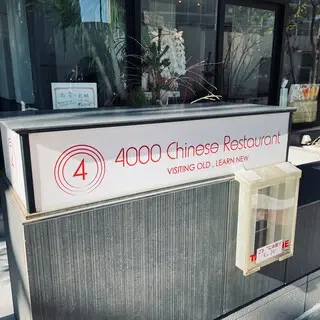 4
4000 Chinese Restaurant
VISITING OLD , LEARN NEW